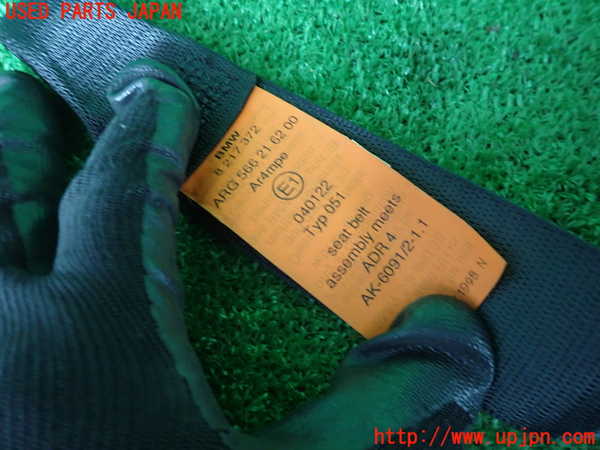 USED PARTS JAPAN
BMW
8 217 372
ARG 566 21 62 00
Ar4mpe
E1
040122
Typ 051
seat belt
assembly meets
ADR 4
AK-6091/2-1.1
1998 N
http://www.upjpn.com/